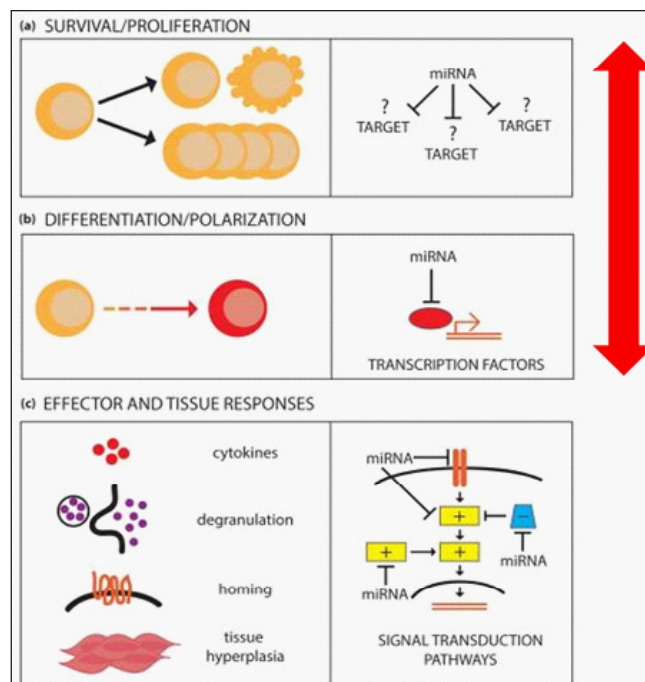 (a) SURVIVAL/PROLIFERATION
miRNA
? ? ?
TARGET TARGET
TARGET
(b) DIFFERENTIATION/POLARIZATION
miRNA
TRANSCRIPTION FACTORS
(c) EFFECTOR AND TISSUE RESPONSES
cytokines
degranulation
homing
tissue
hyperplasia
miRNA
+ −
+ +
miRNA
miRNA
SIGNAL TRANSDUCTION
PATHWAYS